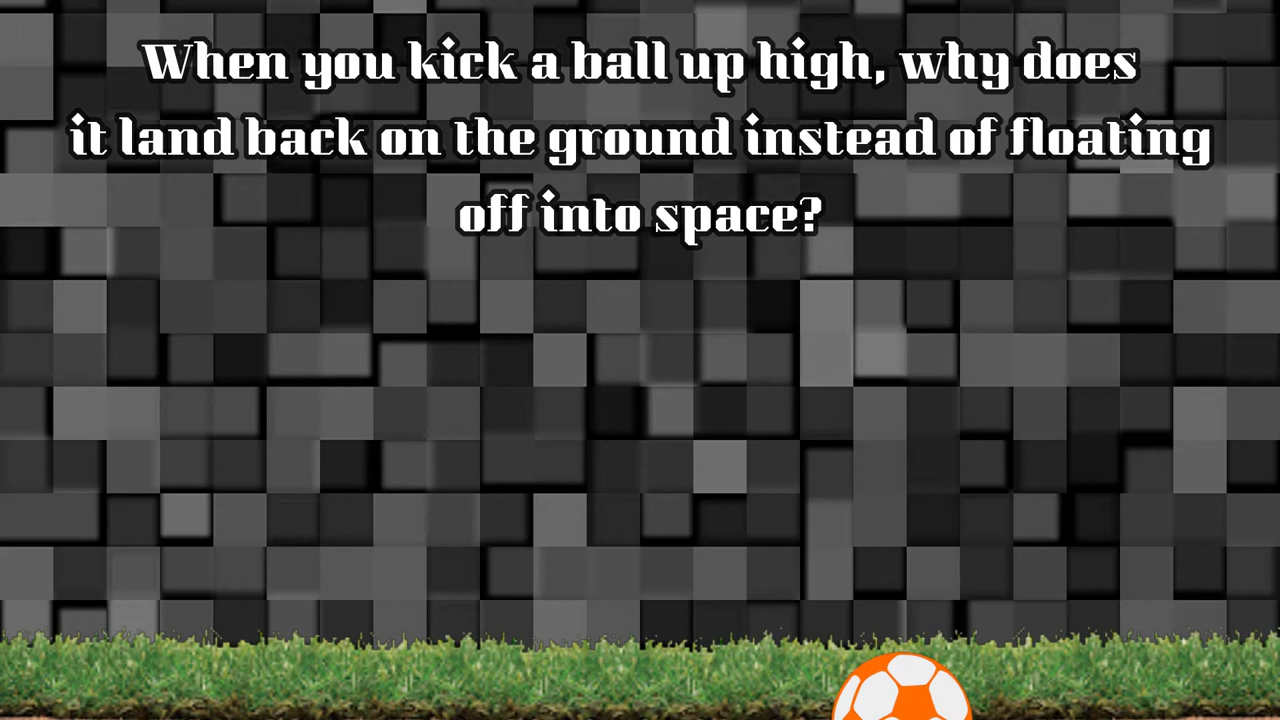 When you kick a ball up high, why does
it land back on the ground instead of floating
off into space?